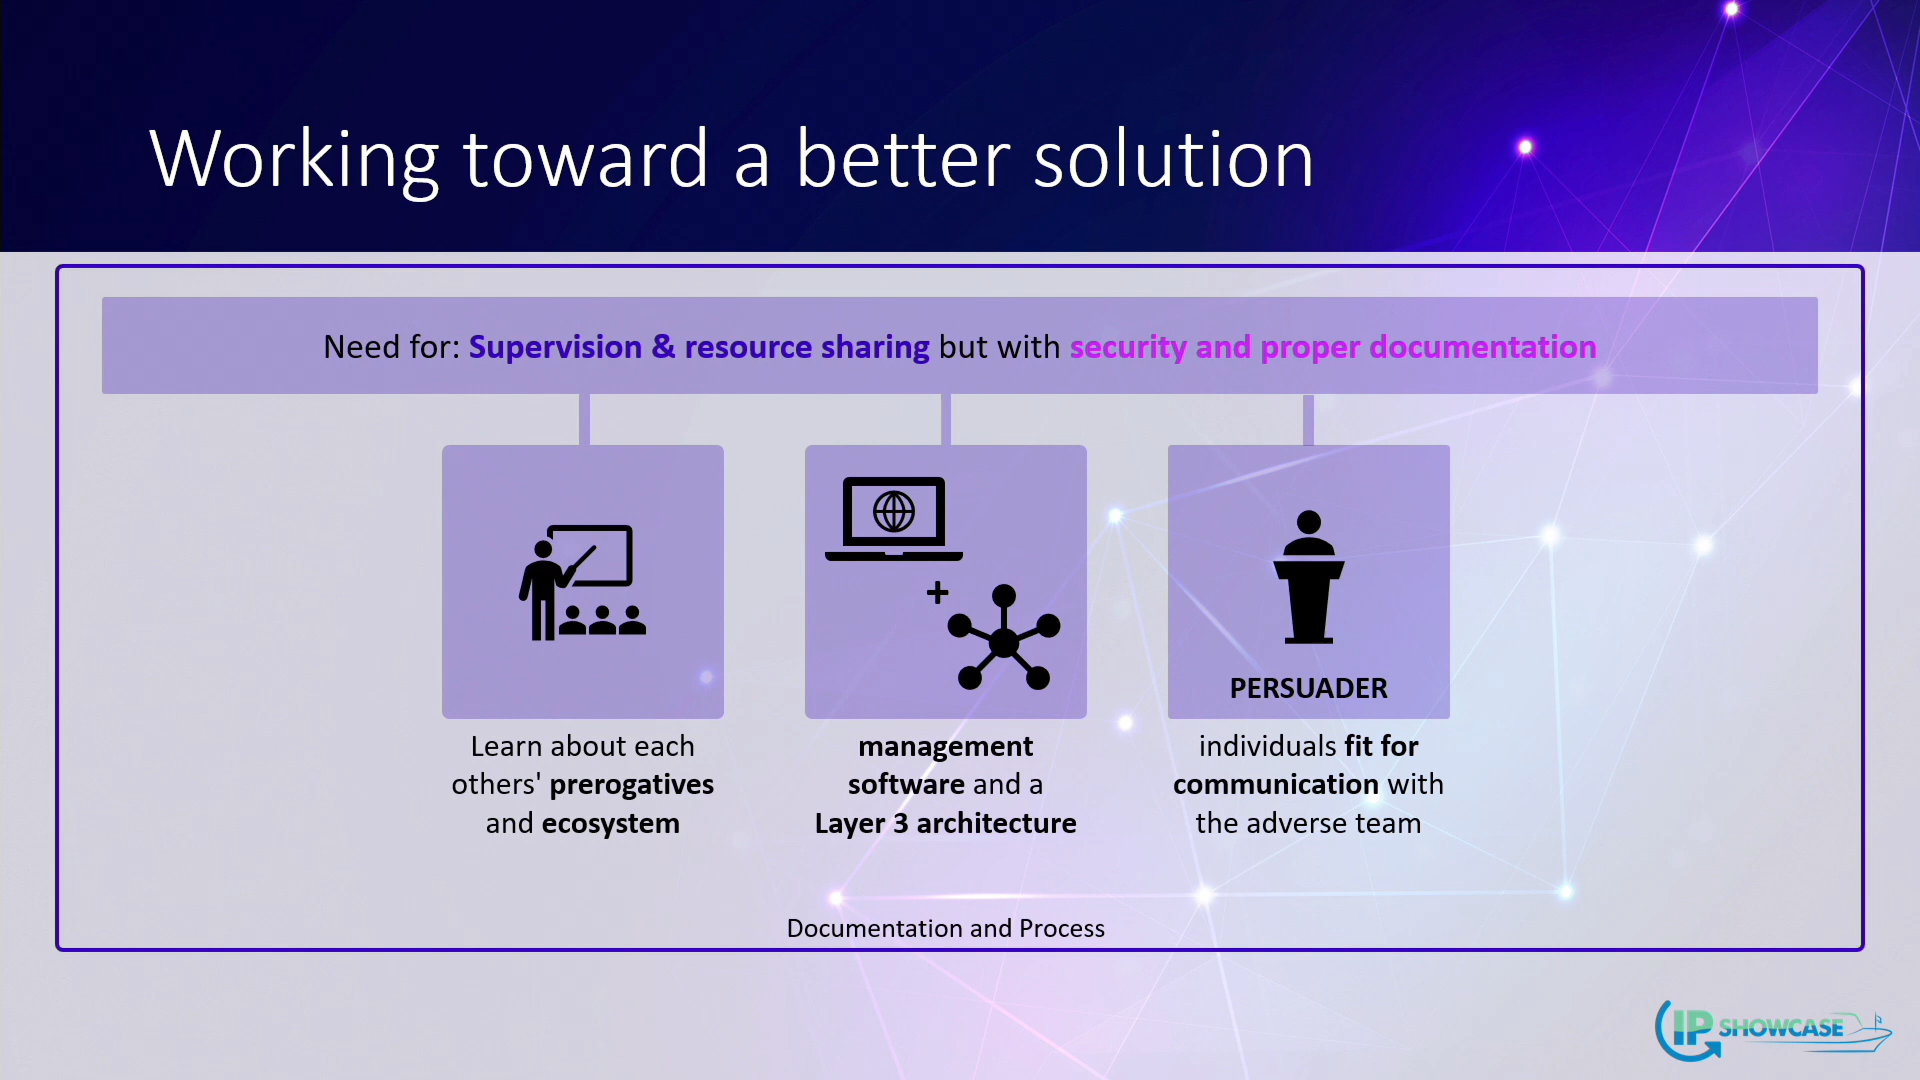 Working toward a better solution
Need for: Supervision & resource sharing but with security and proper documentation
+
PERSUADER
Learn about each
others' prerogatives
and ecosystem
management
software and a
Layer 3 architecture
individuals fit for
communication with
the adverse team
Documentation and Process
IP SHOWCASE